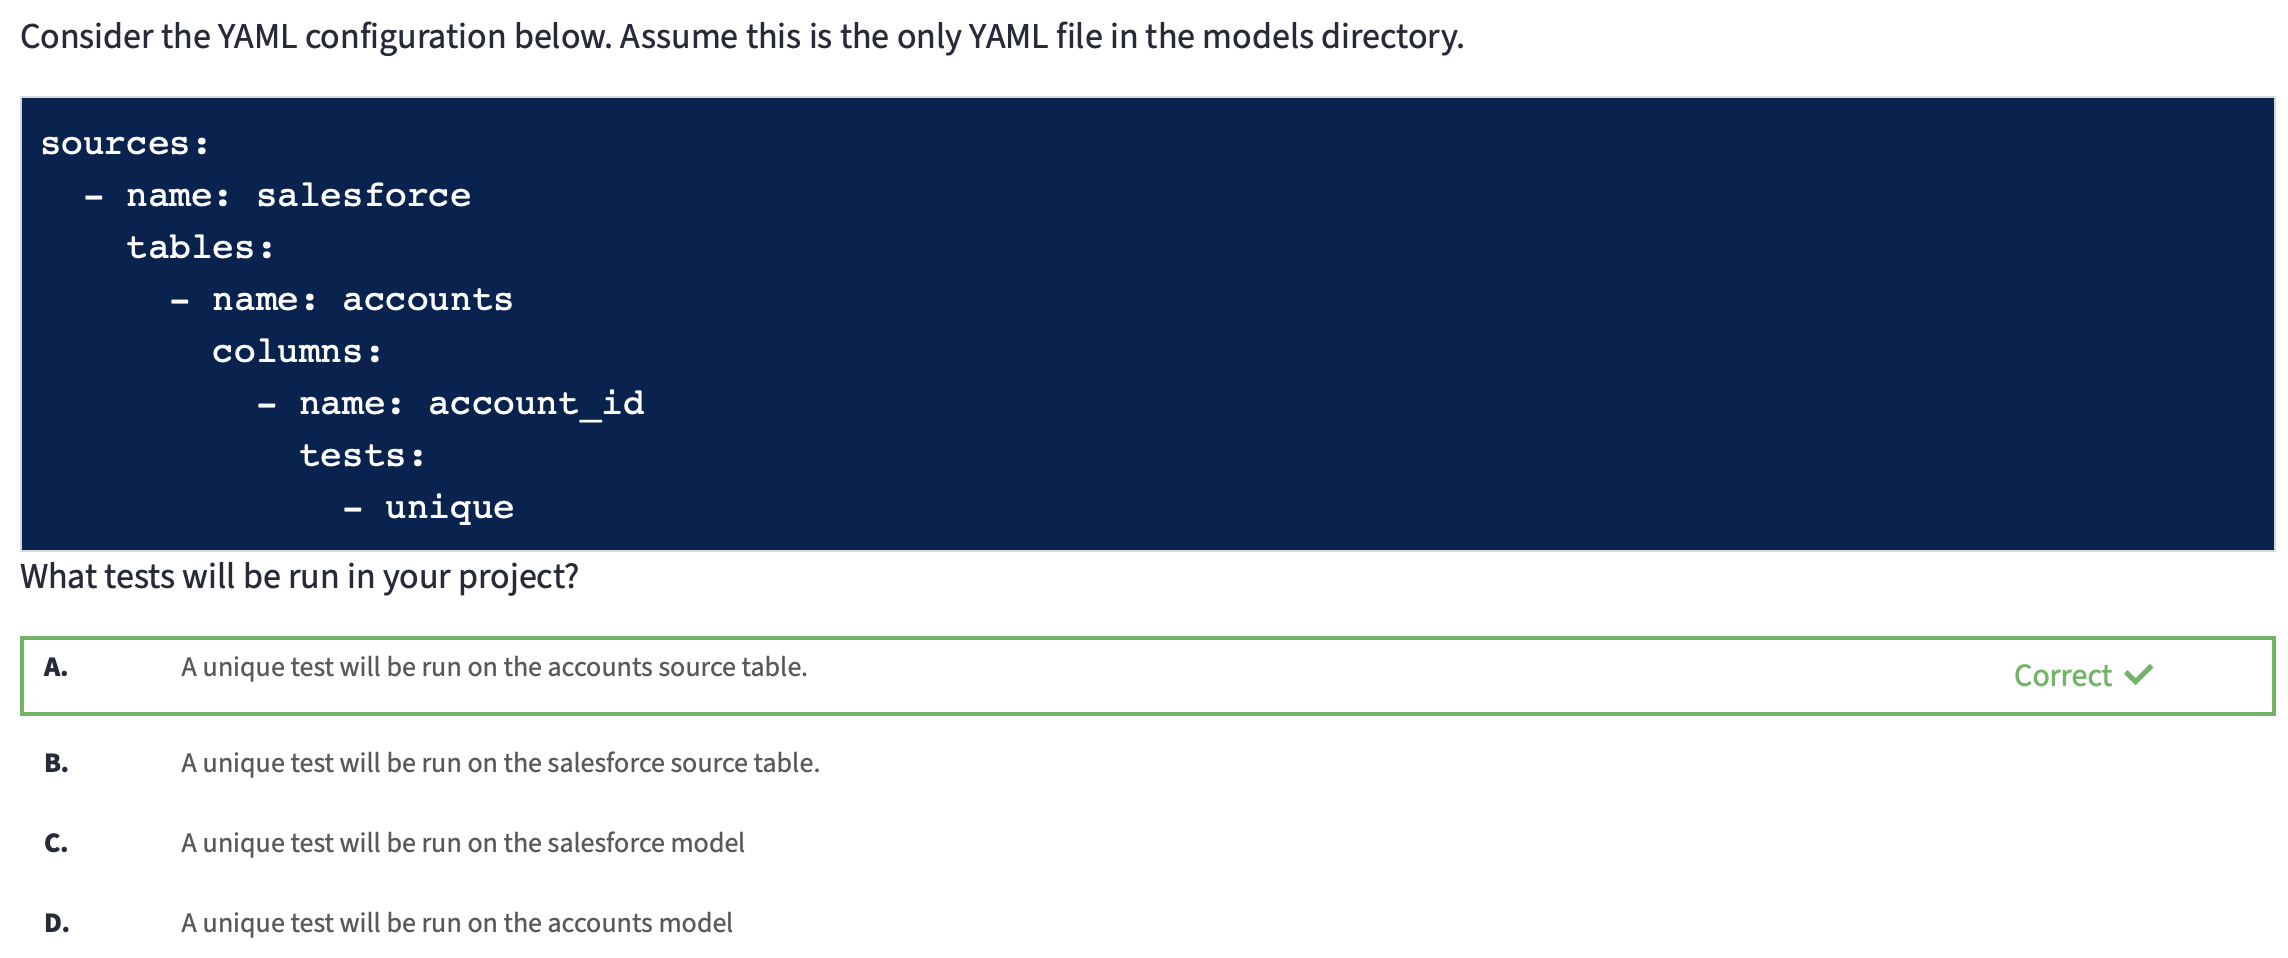 Consider the YAML configuration below. Assume this is the only YAML file in the models directory.
sources:
  - name: salesforce
    tables:
      - name: accounts
        columns:
          - name: account_id
            tests:
              - unique
What tests will be run in your project?
A. A unique test will be run on the accounts source table. Correct ✓
B. A unique test will be run on the salesforce source table.
C. A unique test will be run on the salesforce model
D. A unique test will be run on the accounts model